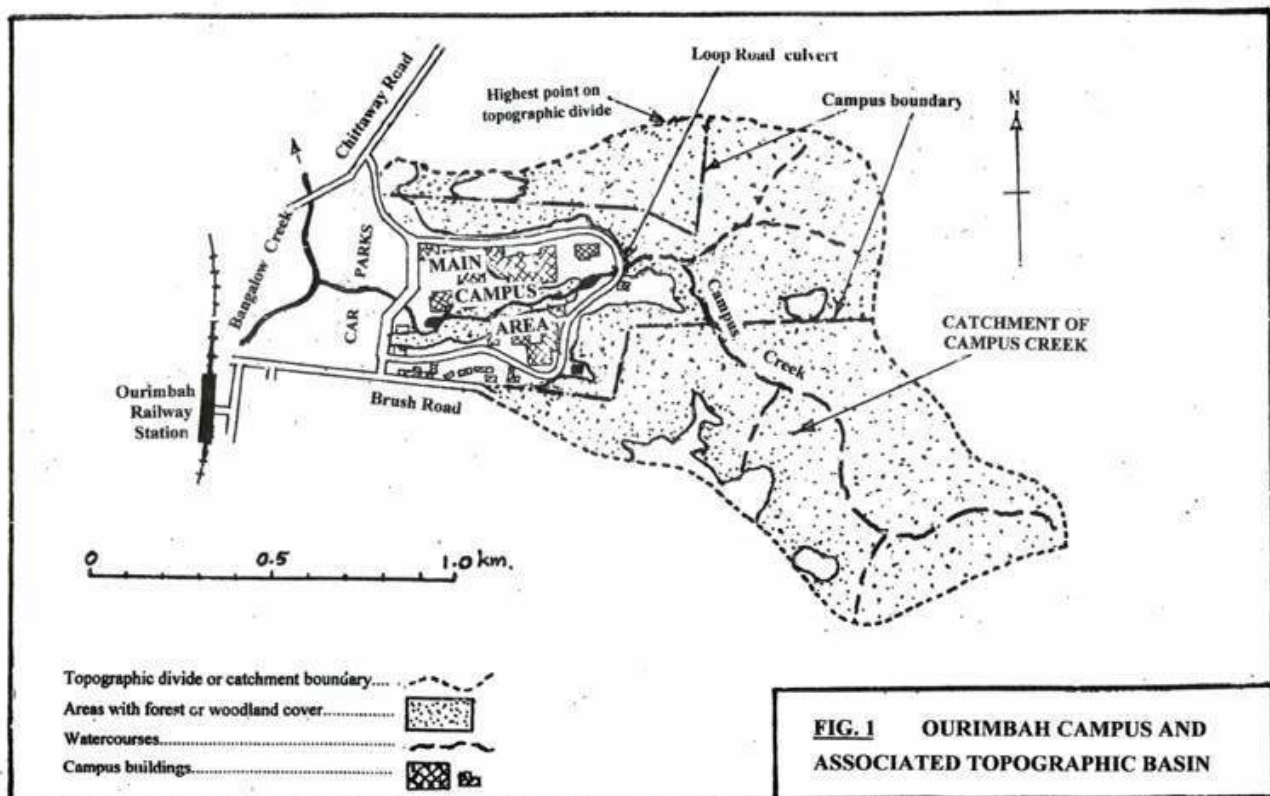 Loop Road culvert
Highest point on
topographic divide
Campus boundary
N
Chittaway Road
Bangalow Creek
CAR PARKS
MAIN
CAMPUS
AREA
Campus Creek
CATCHMENT OF
CAMPUS CREEK
Ourimbah
Railway
Station
Brush Road
0 0.5 1.0 km.
Topographic divide or catchment boundary....
Areas with forest or woodland cover................
Watercourses...............................................
Campus buildings.........................................
FIG. 1 OURIMBAH CAMPUS AND
ASSOCIATED TOPOGRAPHIC BASIN